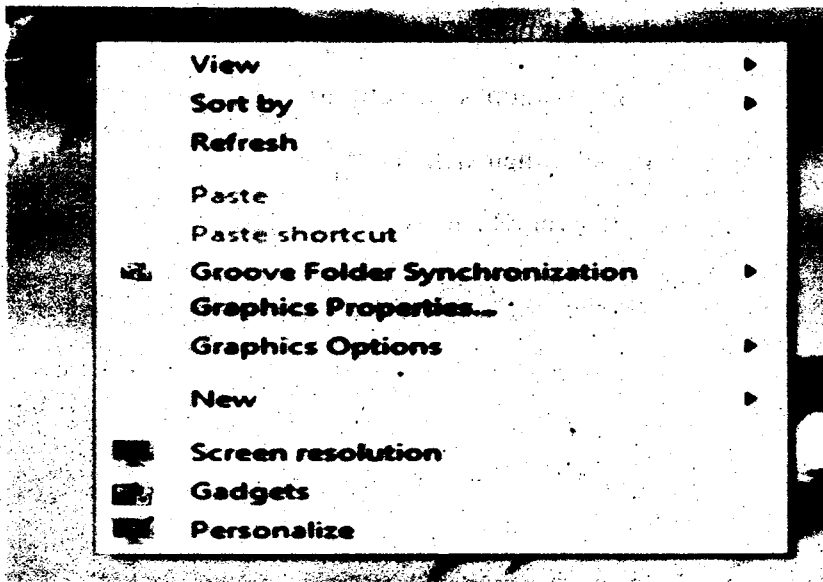 View
Sort by
Refresh
Paste
Paste shortcut
Groove Folder Synchronization
Graphics Properties...
Graphics Options
New
Screen resolution
Gadgets
Personalize